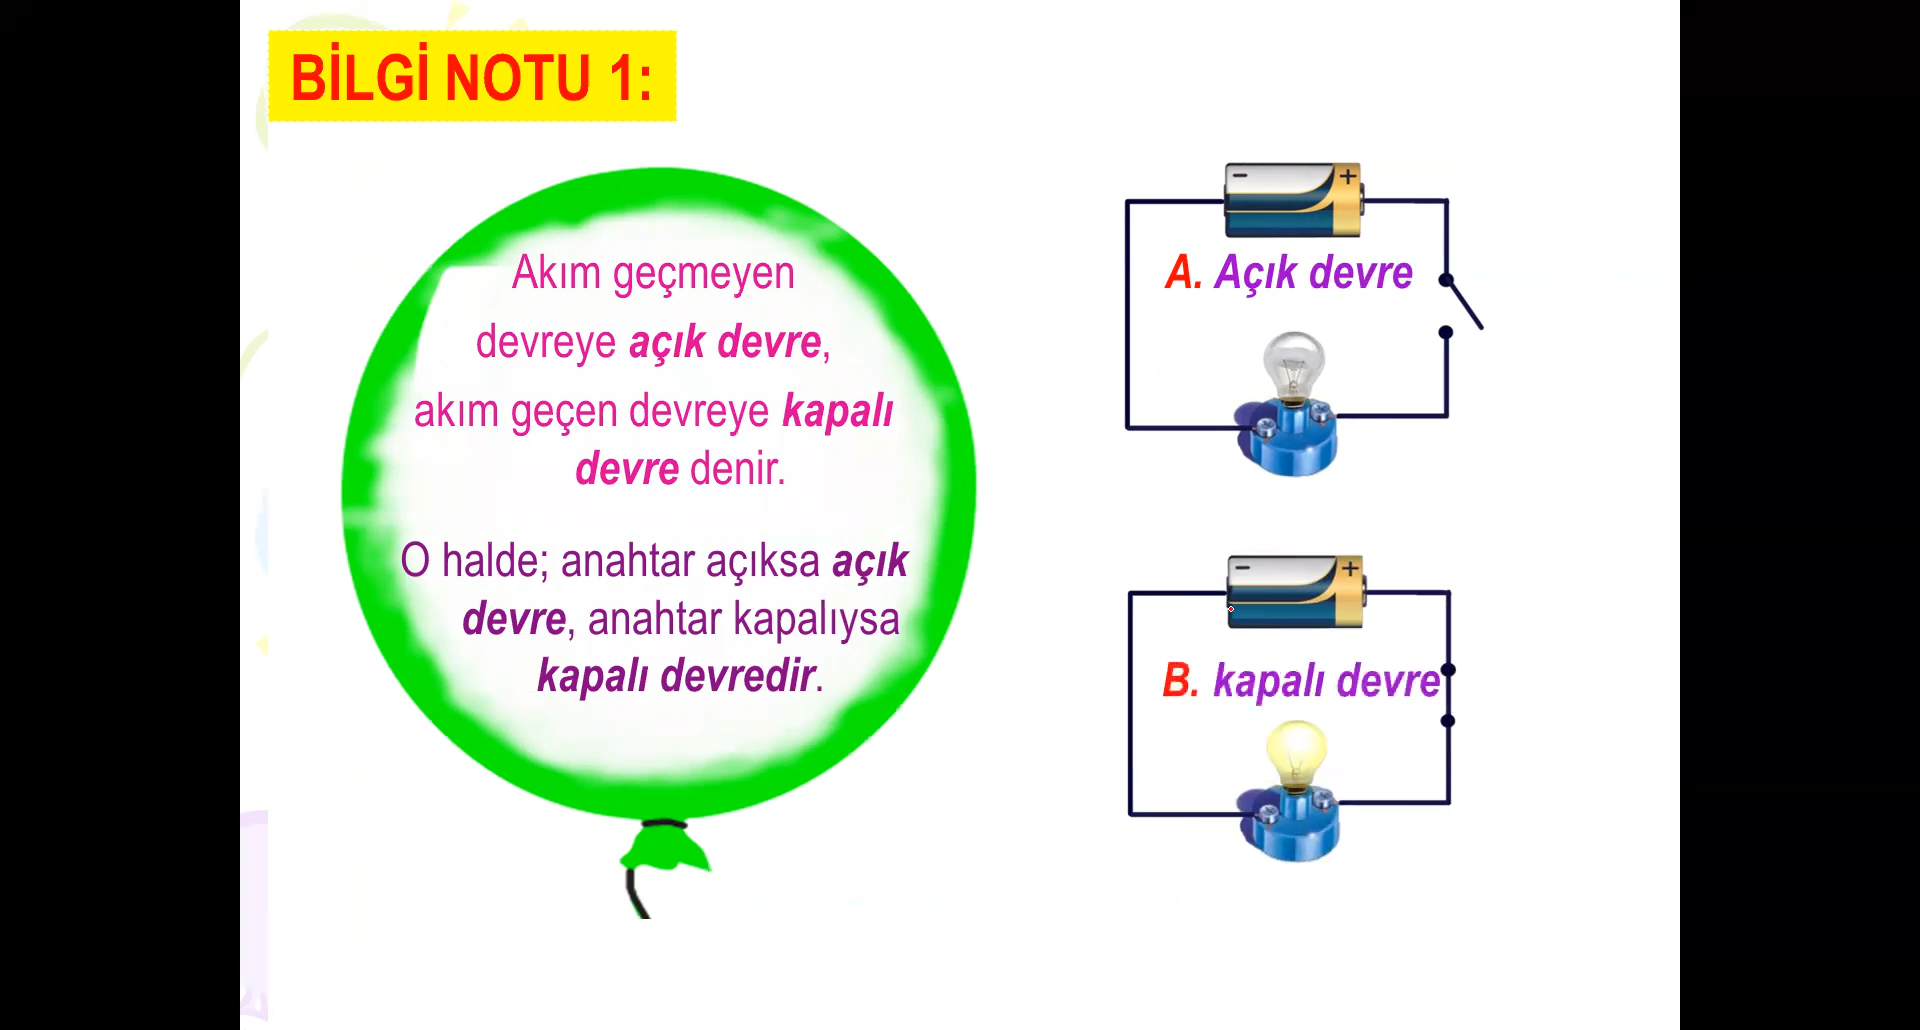 BİLGİ NOTU 1:
Akım geçmeyen
devreye açık devre,
akım geçen devreye kapalı
devre denir.
O halde; anahtar açıksa açık
devre, anahtar kapalıysa
kapalı devredir.
- +
A. Açık devre
- +
B. kapalı devre